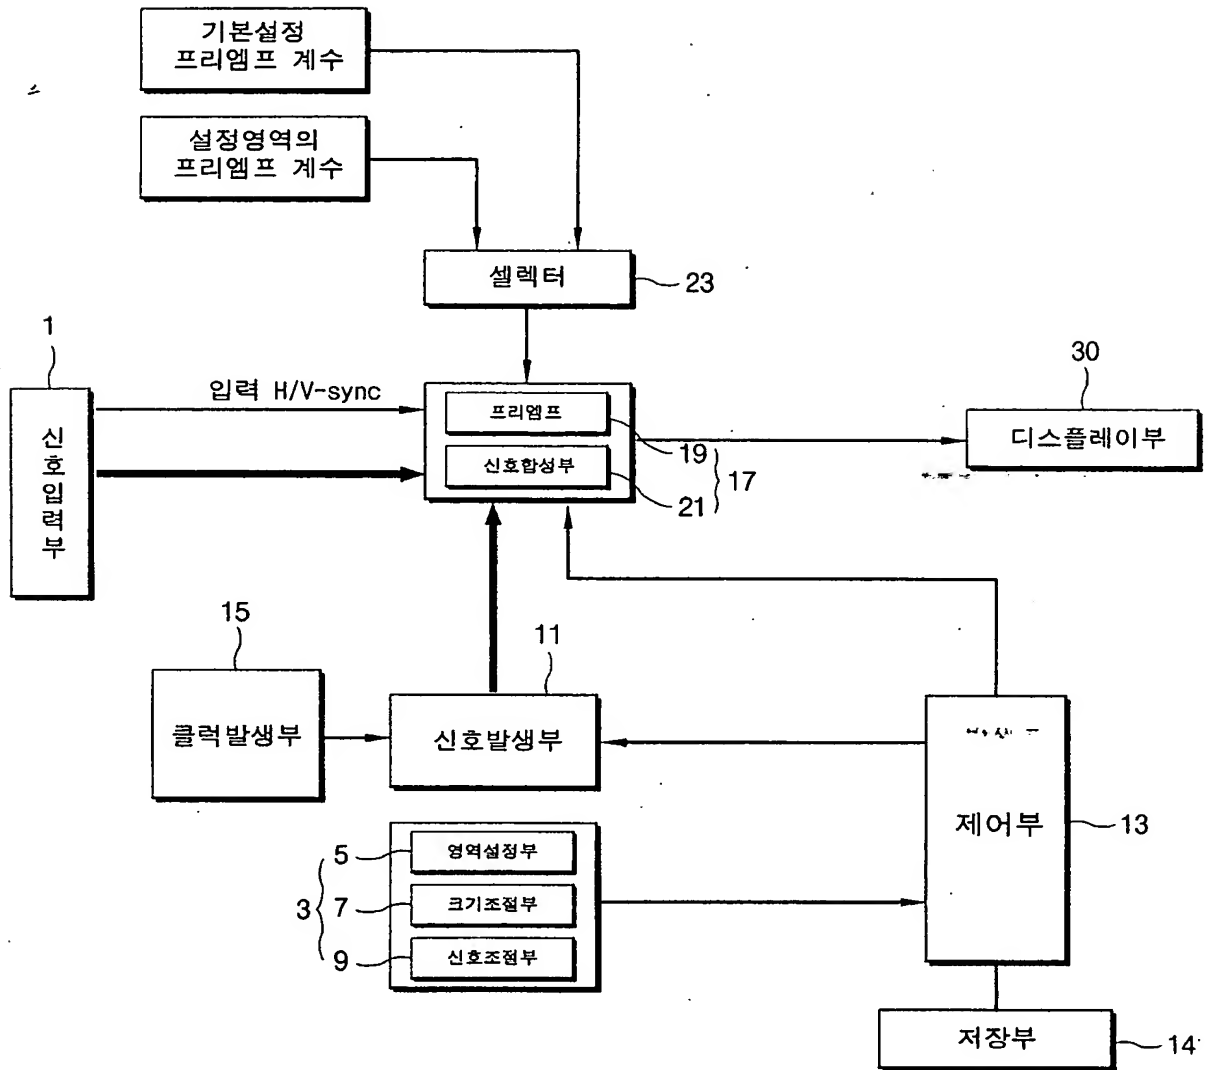 기본설정
프리엠프 계수
설정영역의
프리엠프 계수
셀렉터
23
1
신호입력부
입력 H/V-sync
프리엠프
19
신호합성부
21
17
30
디스플레이부
15
클럭발생부
11
신호발생부
제어부
13
3
5
영역설정부
7
크기조절부
9
신호조절부
저장부
14